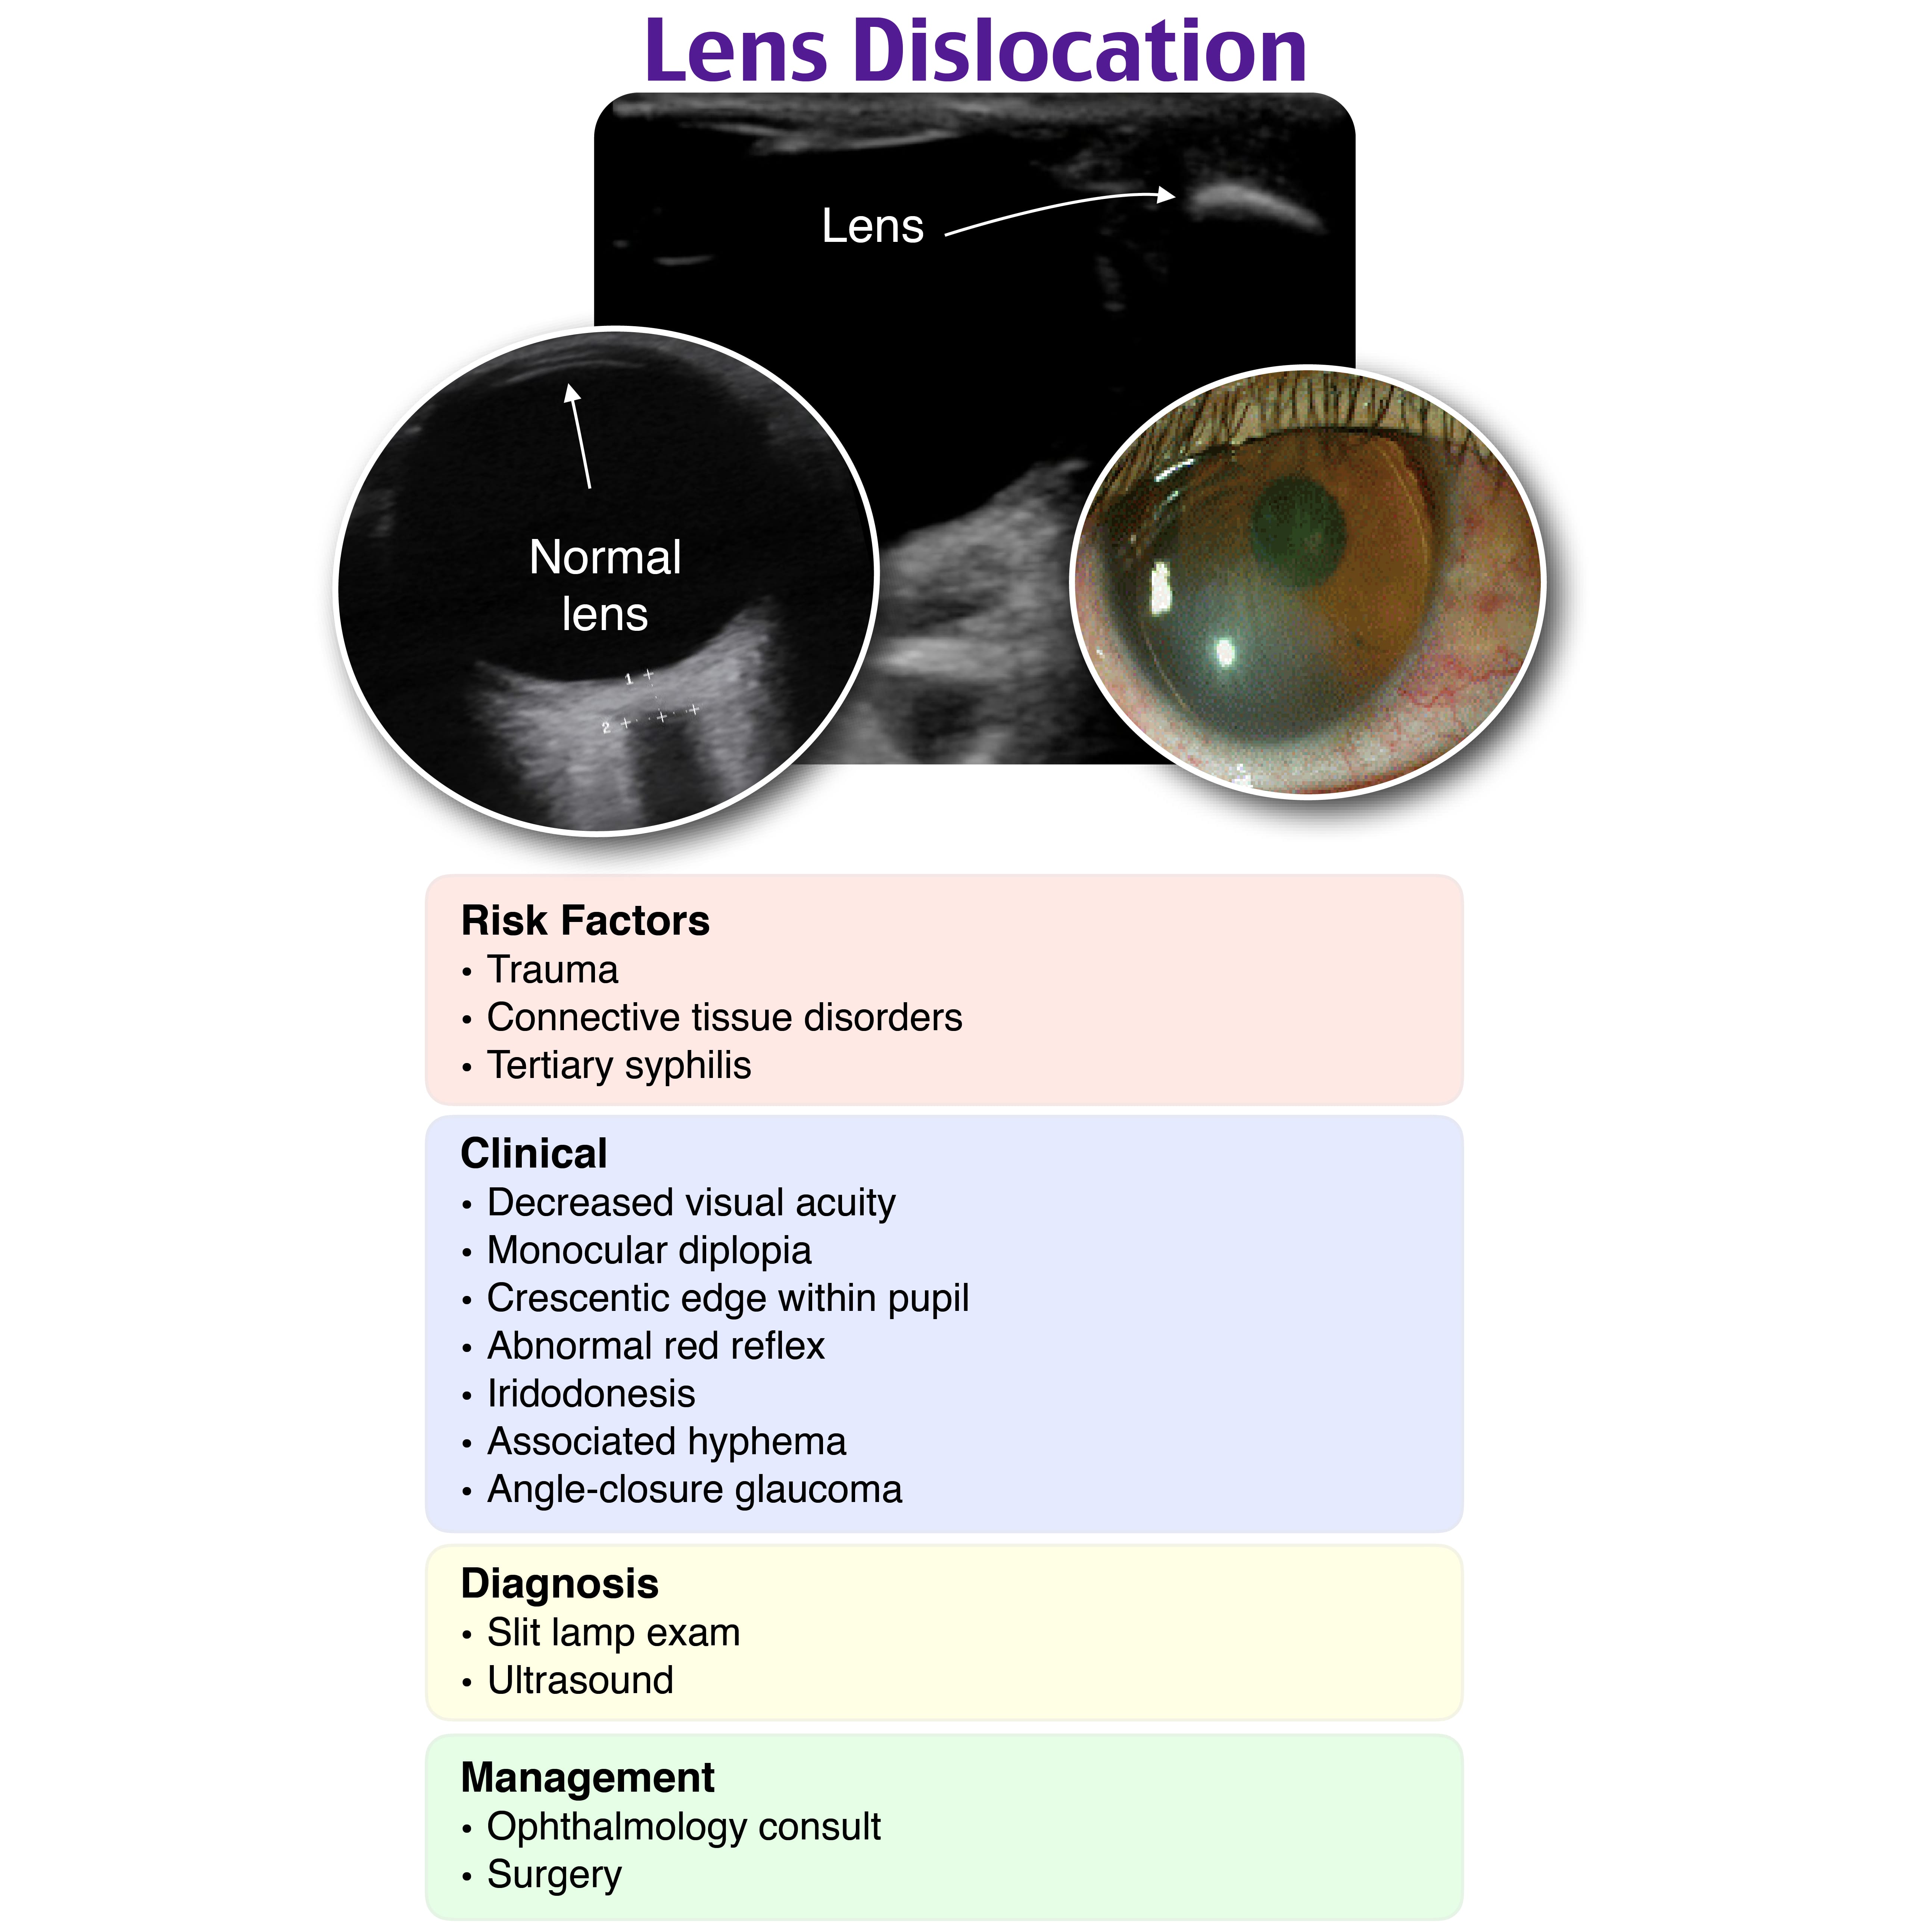 Lens Dislocation
Lens
Normal
lens
1
2
Risk Factors
• Trauma
• Connective tissue disorders
• Tertiary syphilis
Clinical
• Decreased visual acuity
• Monocular diplopia
• Crescentic edge within pupil
• Abnormal red reflex
• Iridodonesis
• Associated hyphema
• Angle-closure glaucoma
Diagnosis
• Slit lamp exam
• Ultrasound
Management
• Ophthalmology consult
• Surgery